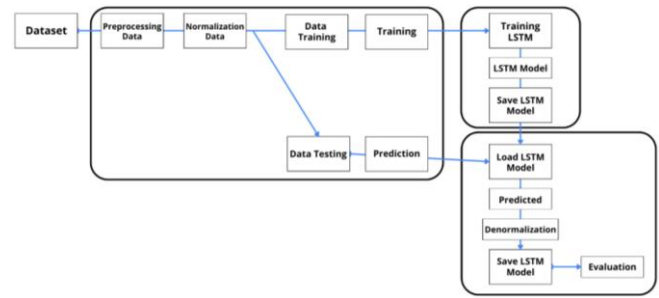 Dataset
Preprocessing
Data
Normalization
Data
Data
Training
Training
Training
LSTM
LSTM Model
Save LSTM
Model
Data Testing
Prediction
Load LSTM
Model
Predicted
Denormalization
Save LSTM
Model
Evaluation